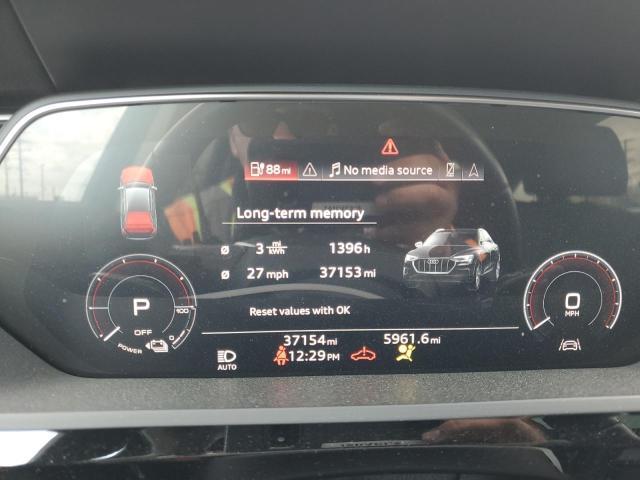 88 mi No media source
Long-term memory
Ø 3 mi/kWh 1396 h
Ø 27 mph 37153 mi
Reset values with OK
P
OFF
POWER
100
0
0
MPH
37154 mi 5961.6 mi
AUTO 12:29 PM